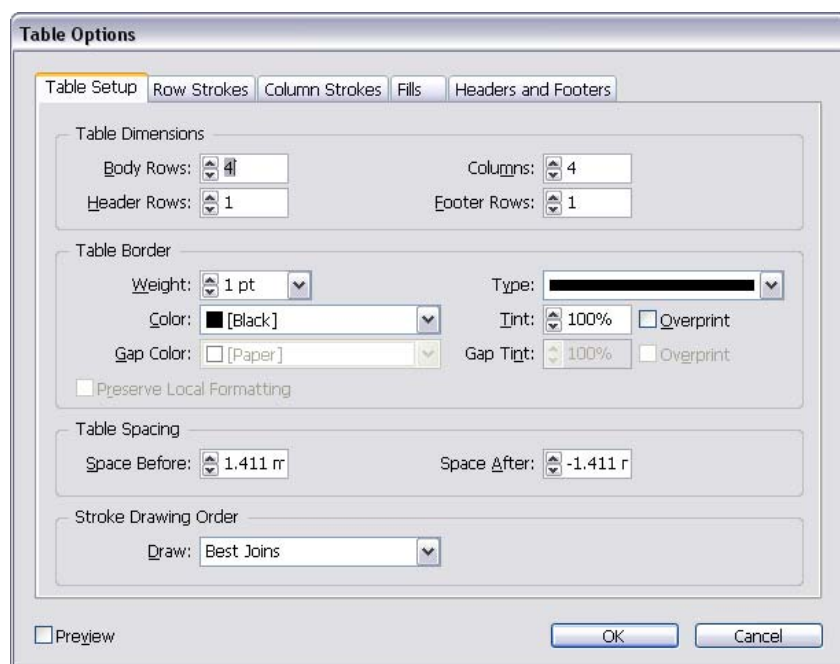 Table Options
Table Setup Row Strokes Column Strokes Fills Headers and Footers
Table Dimensions
Body Rows: 4 Columns: 4
Header Rows: 1 Footer Rows: 1
Table Border
Weight: 1 pt Type:
Color: [Black] Tint: 100% Overprint
Gap Color: [Paper] Gap Tint: 100% Overprint
Preserve Local Formatting
Table Spacing
Space Before: 1.411 Space After: -1.411
Stroke Drawing Order
Draw: Best Joins
Preview OK Cancel